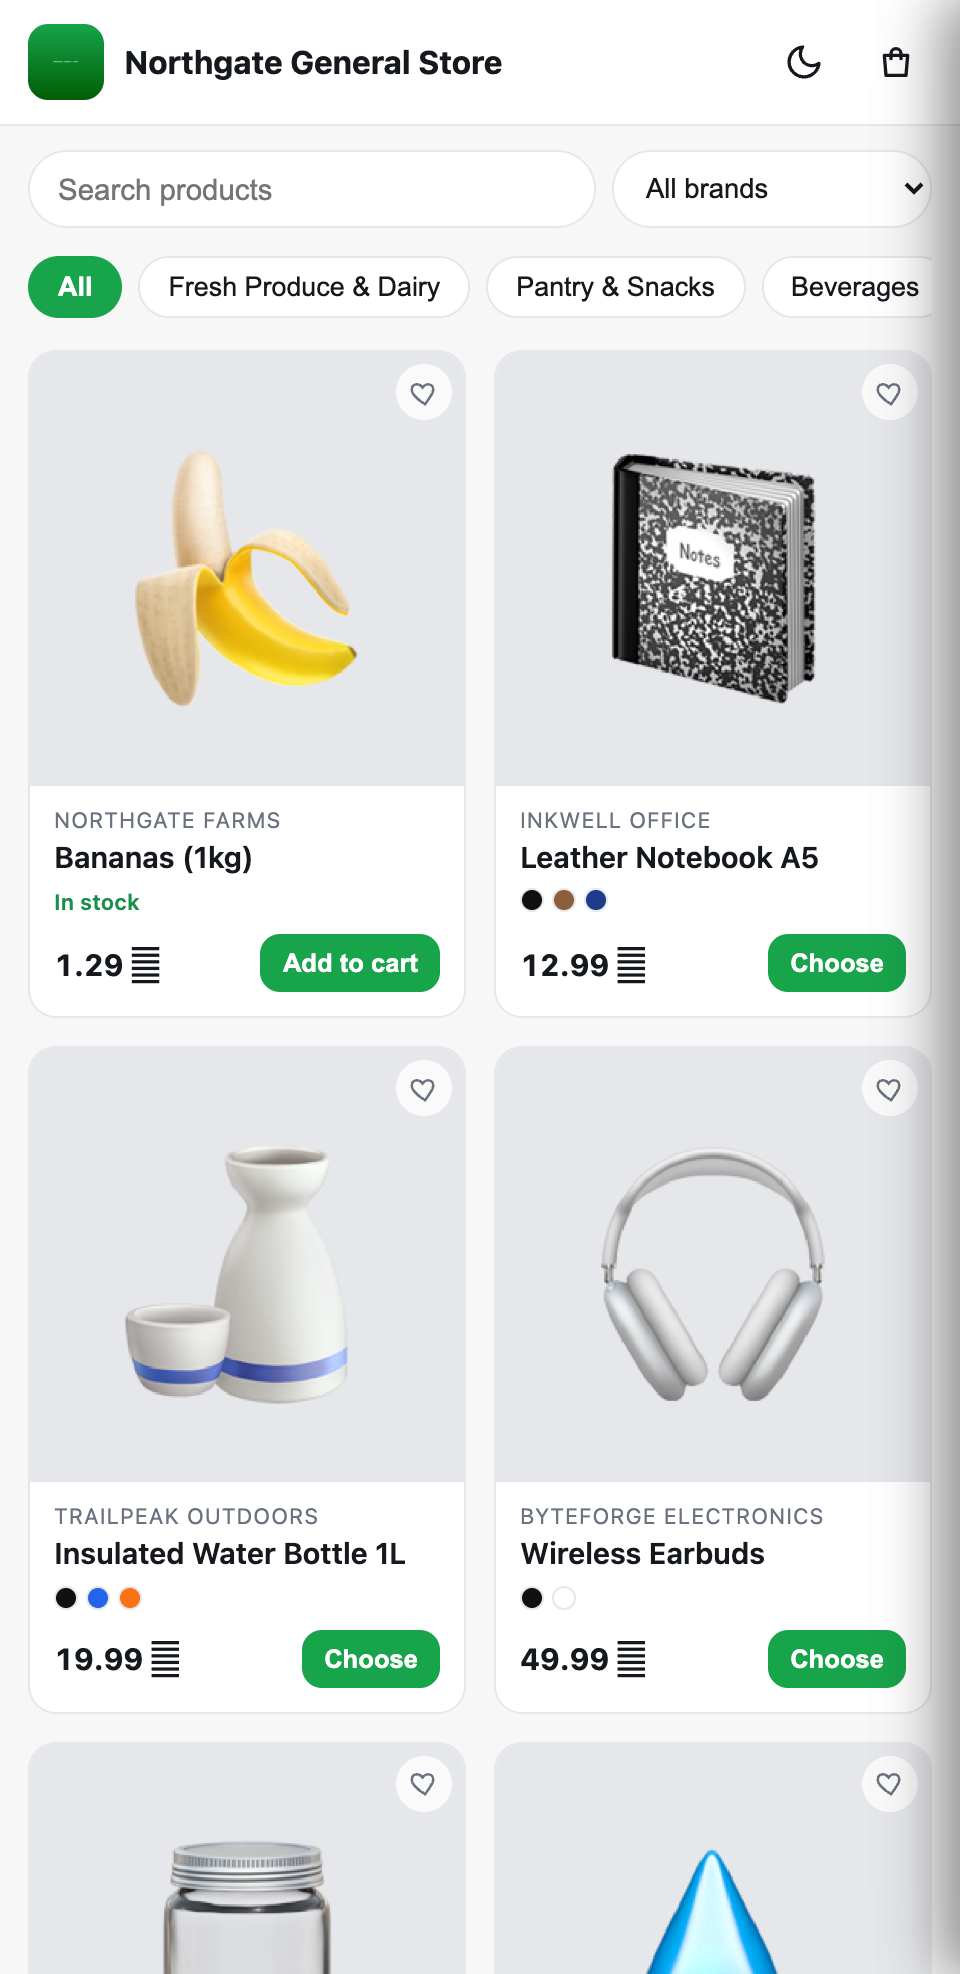 Northgate General Store
Search products
All brands
All
Fresh Produce & Dairy
Pantry & Snacks
Beverages
Notes
NORTHGATE FARMS
Bananas (1kg)
In stock
1.29
Add to cart
INKWELL OFFICE
Leather Notebook A5
12.99
Choose
TRAILPEAK OUTDOORS
Insulated Water Bottle 1L
19.99
Choose
BYTEFORGE ELECTRONICS
Wireless Earbuds
49.99
Choose